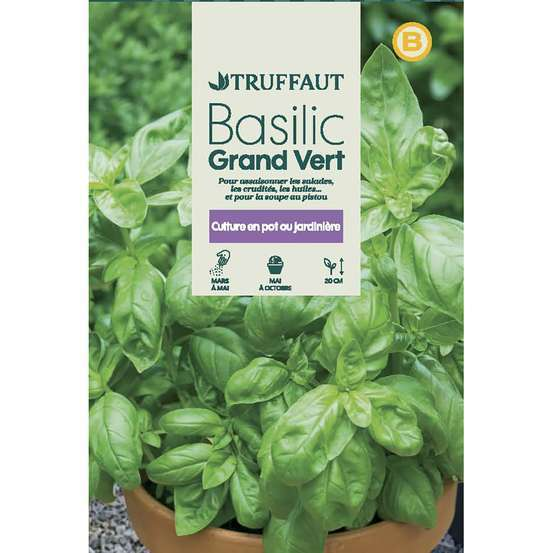 B
TRUFFAUT
Basilic
Grand Vert
Pour assaisonner les salades,
les crudités, les huiles...
et pour la soupe au pistou
Culture en pot ou jardinière
MARS
À MAI
MAI
À OCTOBRE
20 CM